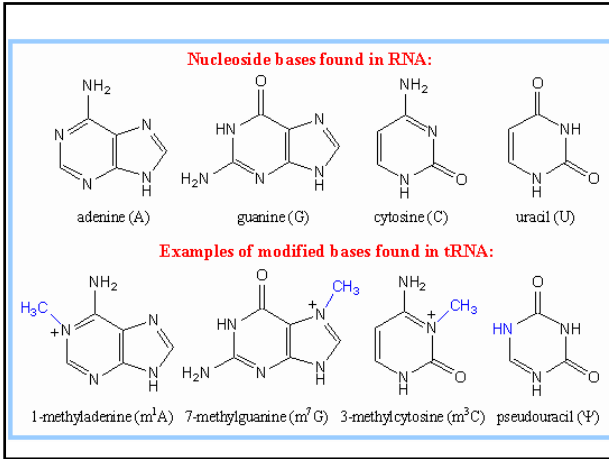 Nucleoside bases found in RNA:
NH₂ O NH₂ O
N N HN N N NH
N N H H₂N N N H N H O N H O
adenine (A) guanine (G) cytosine (C) uracil (U)
Examples of modified bases found in tRNA:
NH₂ O CH₃ NH₂ O
H₃C N + N HN N + N + CH₃ HN NH
N N H H₂N N N H N H O N H O
1-methyladenine (m¹A) 7-methylguanine (m⁷G) 3-methylcytosine (m³C) pseudouracil (Ψ)